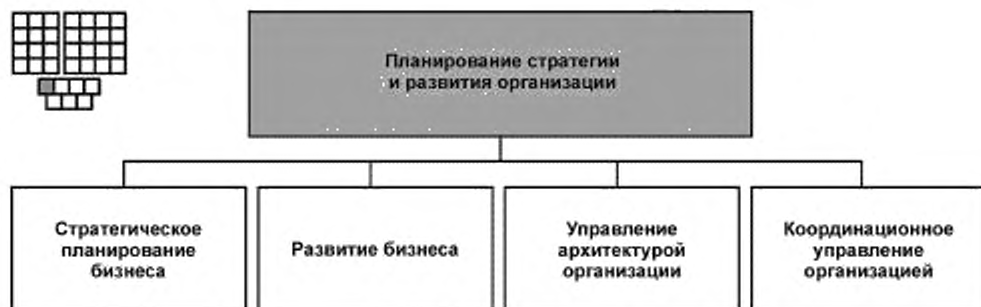 Планирование стратегии
и развития организации
Стратегическое
планирование
бизнеса
Развитие бизнеса
Управление
архитектурой
организации
Координационное
управление
организацией